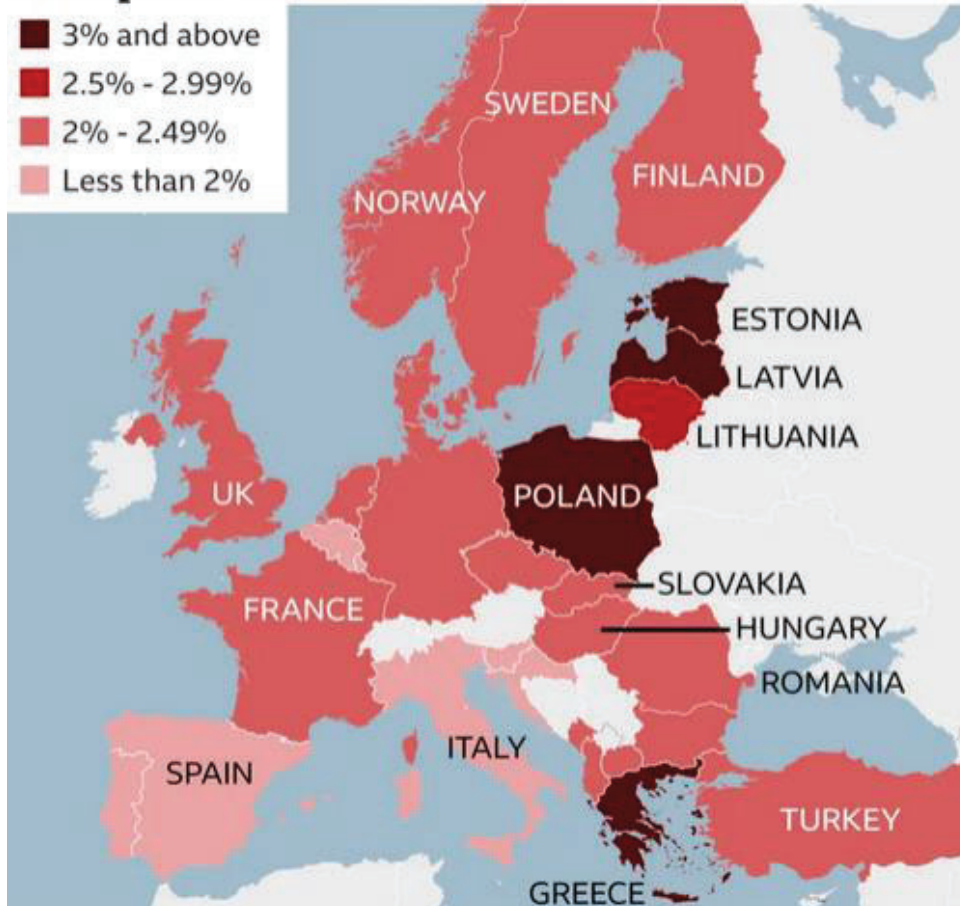 3% and above
2.5% - 2.99%
2% - 2.49%
Less than 2%
SWEDEN
FINLAND
NORWAY
ESTONIA
LATVIA
LITHUANIA
UK
POLAND
SLOVAKIA
FRANCE
HUNGARY
ROMANIA
ITALY
SPAIN
TURKEY
GREECE